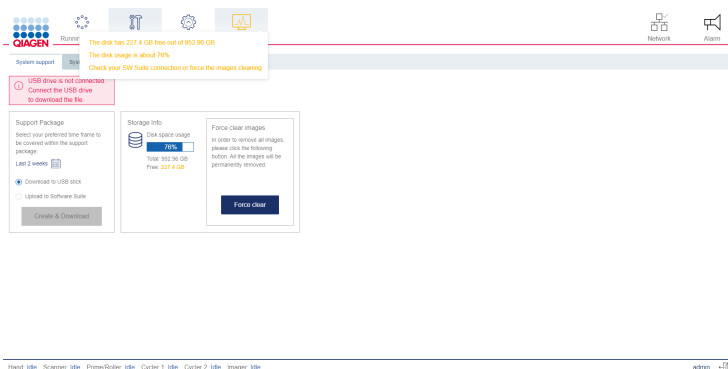 QIAGEN
Runnin
Network
Alarm
The disk has 227.4 GB free out of 952.96 GB
The disk usage is about 76%
Check your SW Suite connection or force the images cleaning
System support
Sys
USB drive is not connected
Connect the USB drive
to download the file
Support Package
Select your preferred time frame to
be covered within the support
package:
Last 2 weeks
Download to USB stick
Upload to Software Suite
Create & Download
Storage Info
Disk space usage
76%
Total: 952.96 GB
Free: 227.4 GB
Force clear images
In order to remove all images,
please click the following
button. All the images will be
permanently removed
Force clear
Hand: Idle Scanner: Idle Prime/Roller: Idle Cycler 1: Idle Cycler 2: Idle Imager: Idle
admin